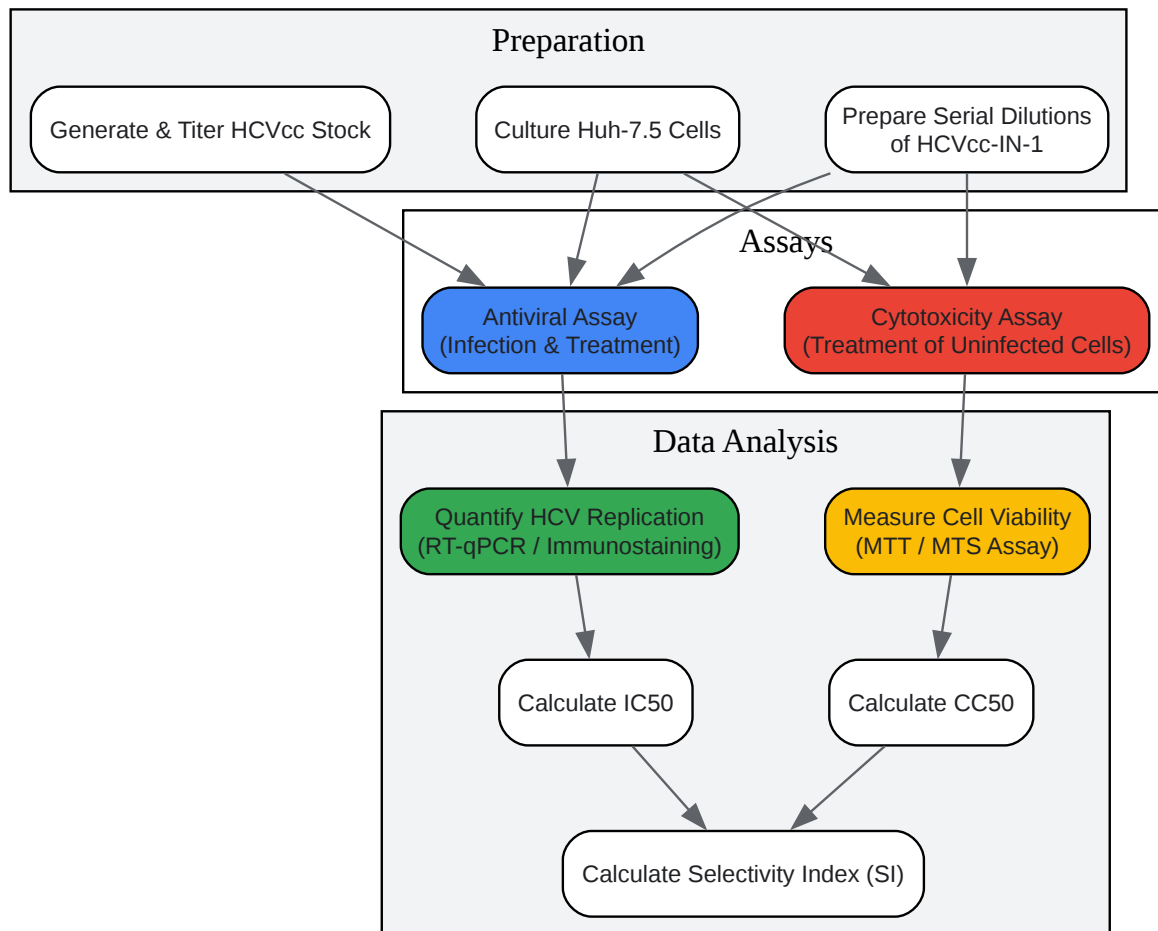 Preparation
Generate & Titer HCVcc Stock
Culture Huh-7.5 Cells
Prepare Serial Dilutions
of HCVcc-IN-1
Assays
Antiviral Assay
(Infection & Treatment)
Cytotoxicity Assay
(Treatment of Uninfected Cells)
Data Analysis
Quantify HCV Replication
(RT-qPCR / Immunostaining)
Measure Cell Viability
(MTT / MTS Assay)
Calculate IC50
Calculate CC50
Calculate Selectivity Index (SI)